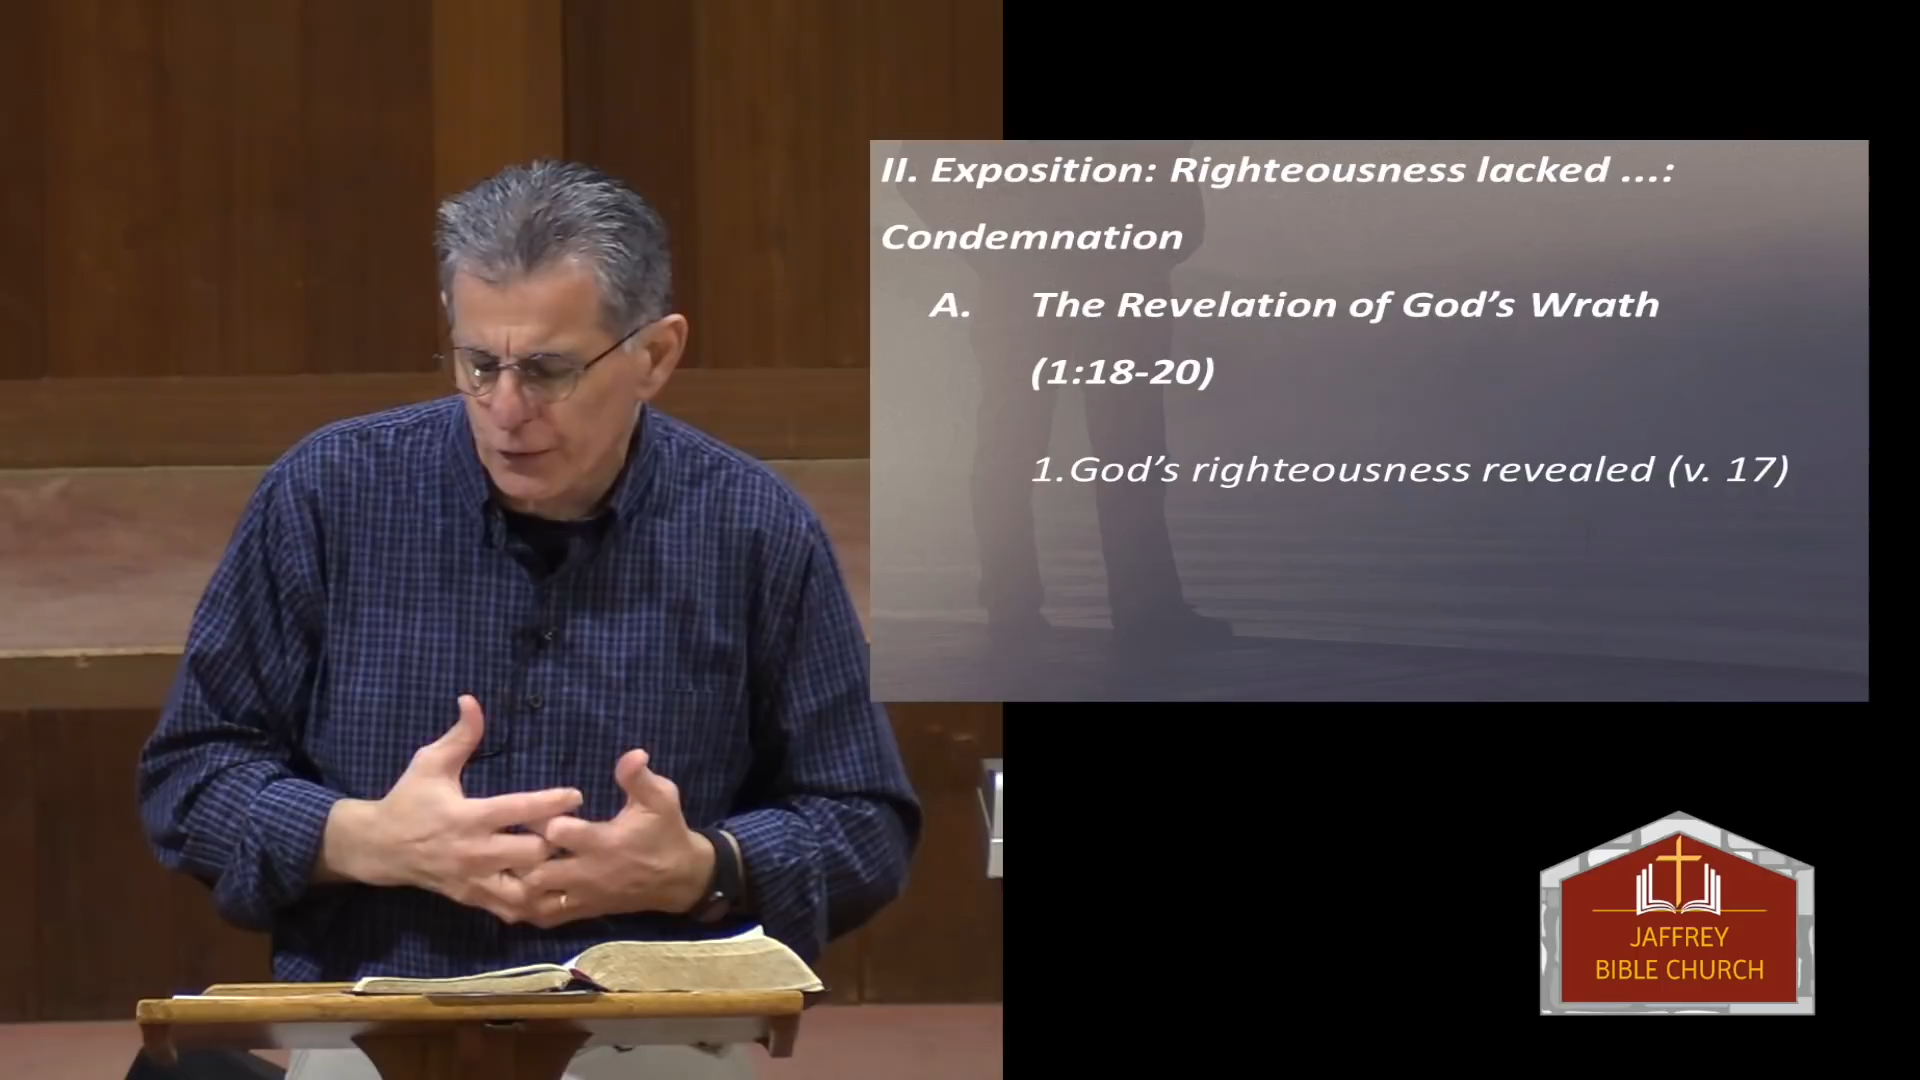 II. Exposition: Righteousness lacked ...:
Condemnation
A. The Revelation of God's Wrath
(1:18-20)
1.God's righteousness revealed (v. 17)
JAFFREY
BIBLE CHURCH